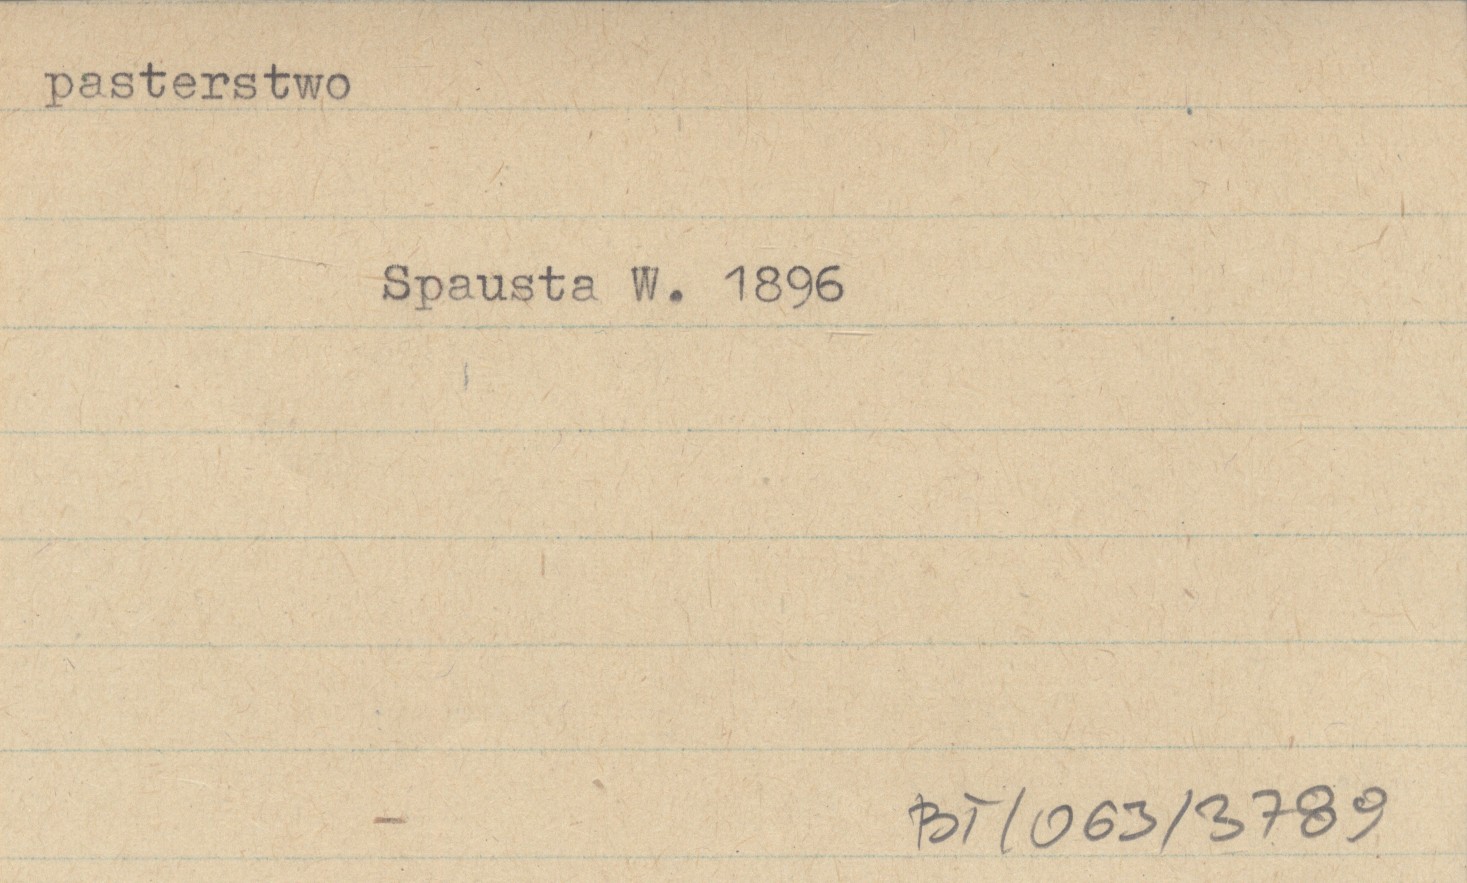 pasterstwo
Spausta W. 1896
BT/063/3789